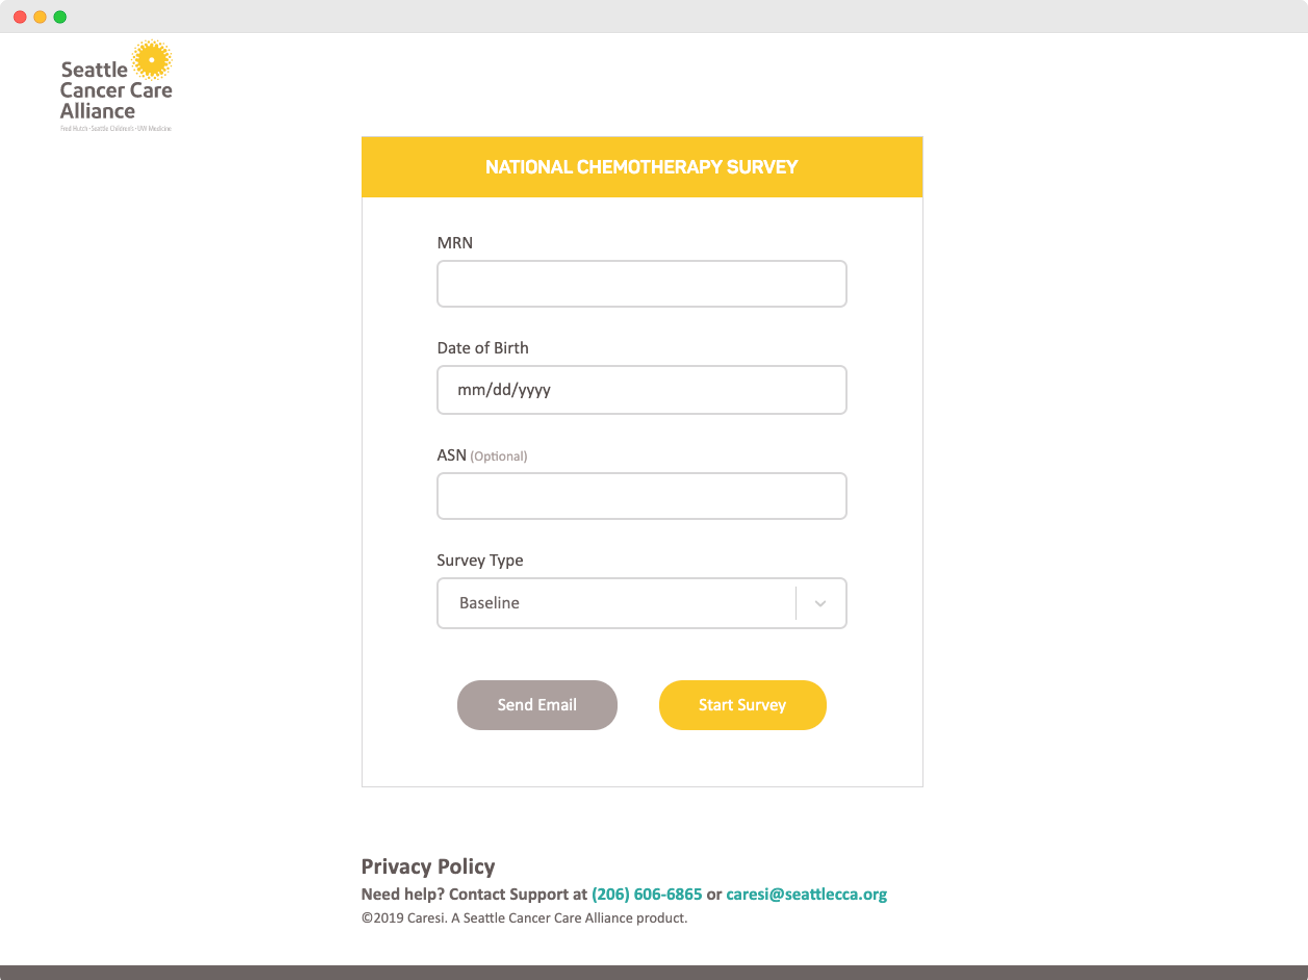 Seattle
Cancer Care
Alliance
Fred Hutch · Seattle Children's · UW Medicine
NATIONAL CHEMOTHERAPY SURVEY
MRN
Date of Birth
mm/dd/yyyy
ASN (Optional)
Survey Type
Baseline
Send Email Start Survey
Privacy Policy
Need help? Contact Support at (206) 606-6865 or caresi@seattlecca.org
©2019 Caresi. A Seattle Cancer Care Alliance product.